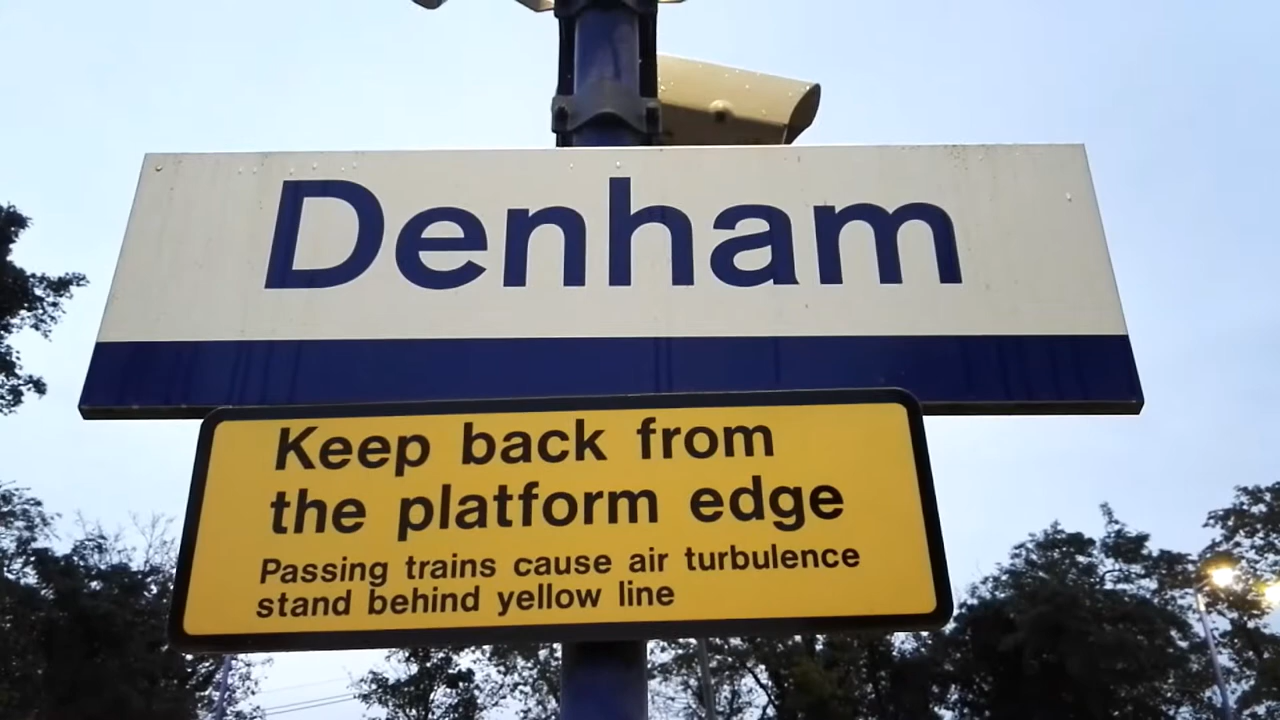 Denham
Keep back from
the platform edge
Passing trains cause air turbulence
stand behind yellow line